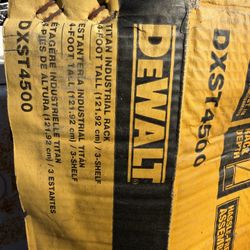 DXST4500
TITAN INDUSTRIAL RACK
4-FOOT TALL (121,92 cm) / 3-SHELF
ESTANTERÍA INDUSTRIAL TITAN
4-FOOT TALL (121,92 cm) / 3-SHELF
ÉTAGÈRE INDUSTRIELLE TITAN
DE ALTURA (121,92 cm) / 3 ESTANTES
DEWALT
DXST4500